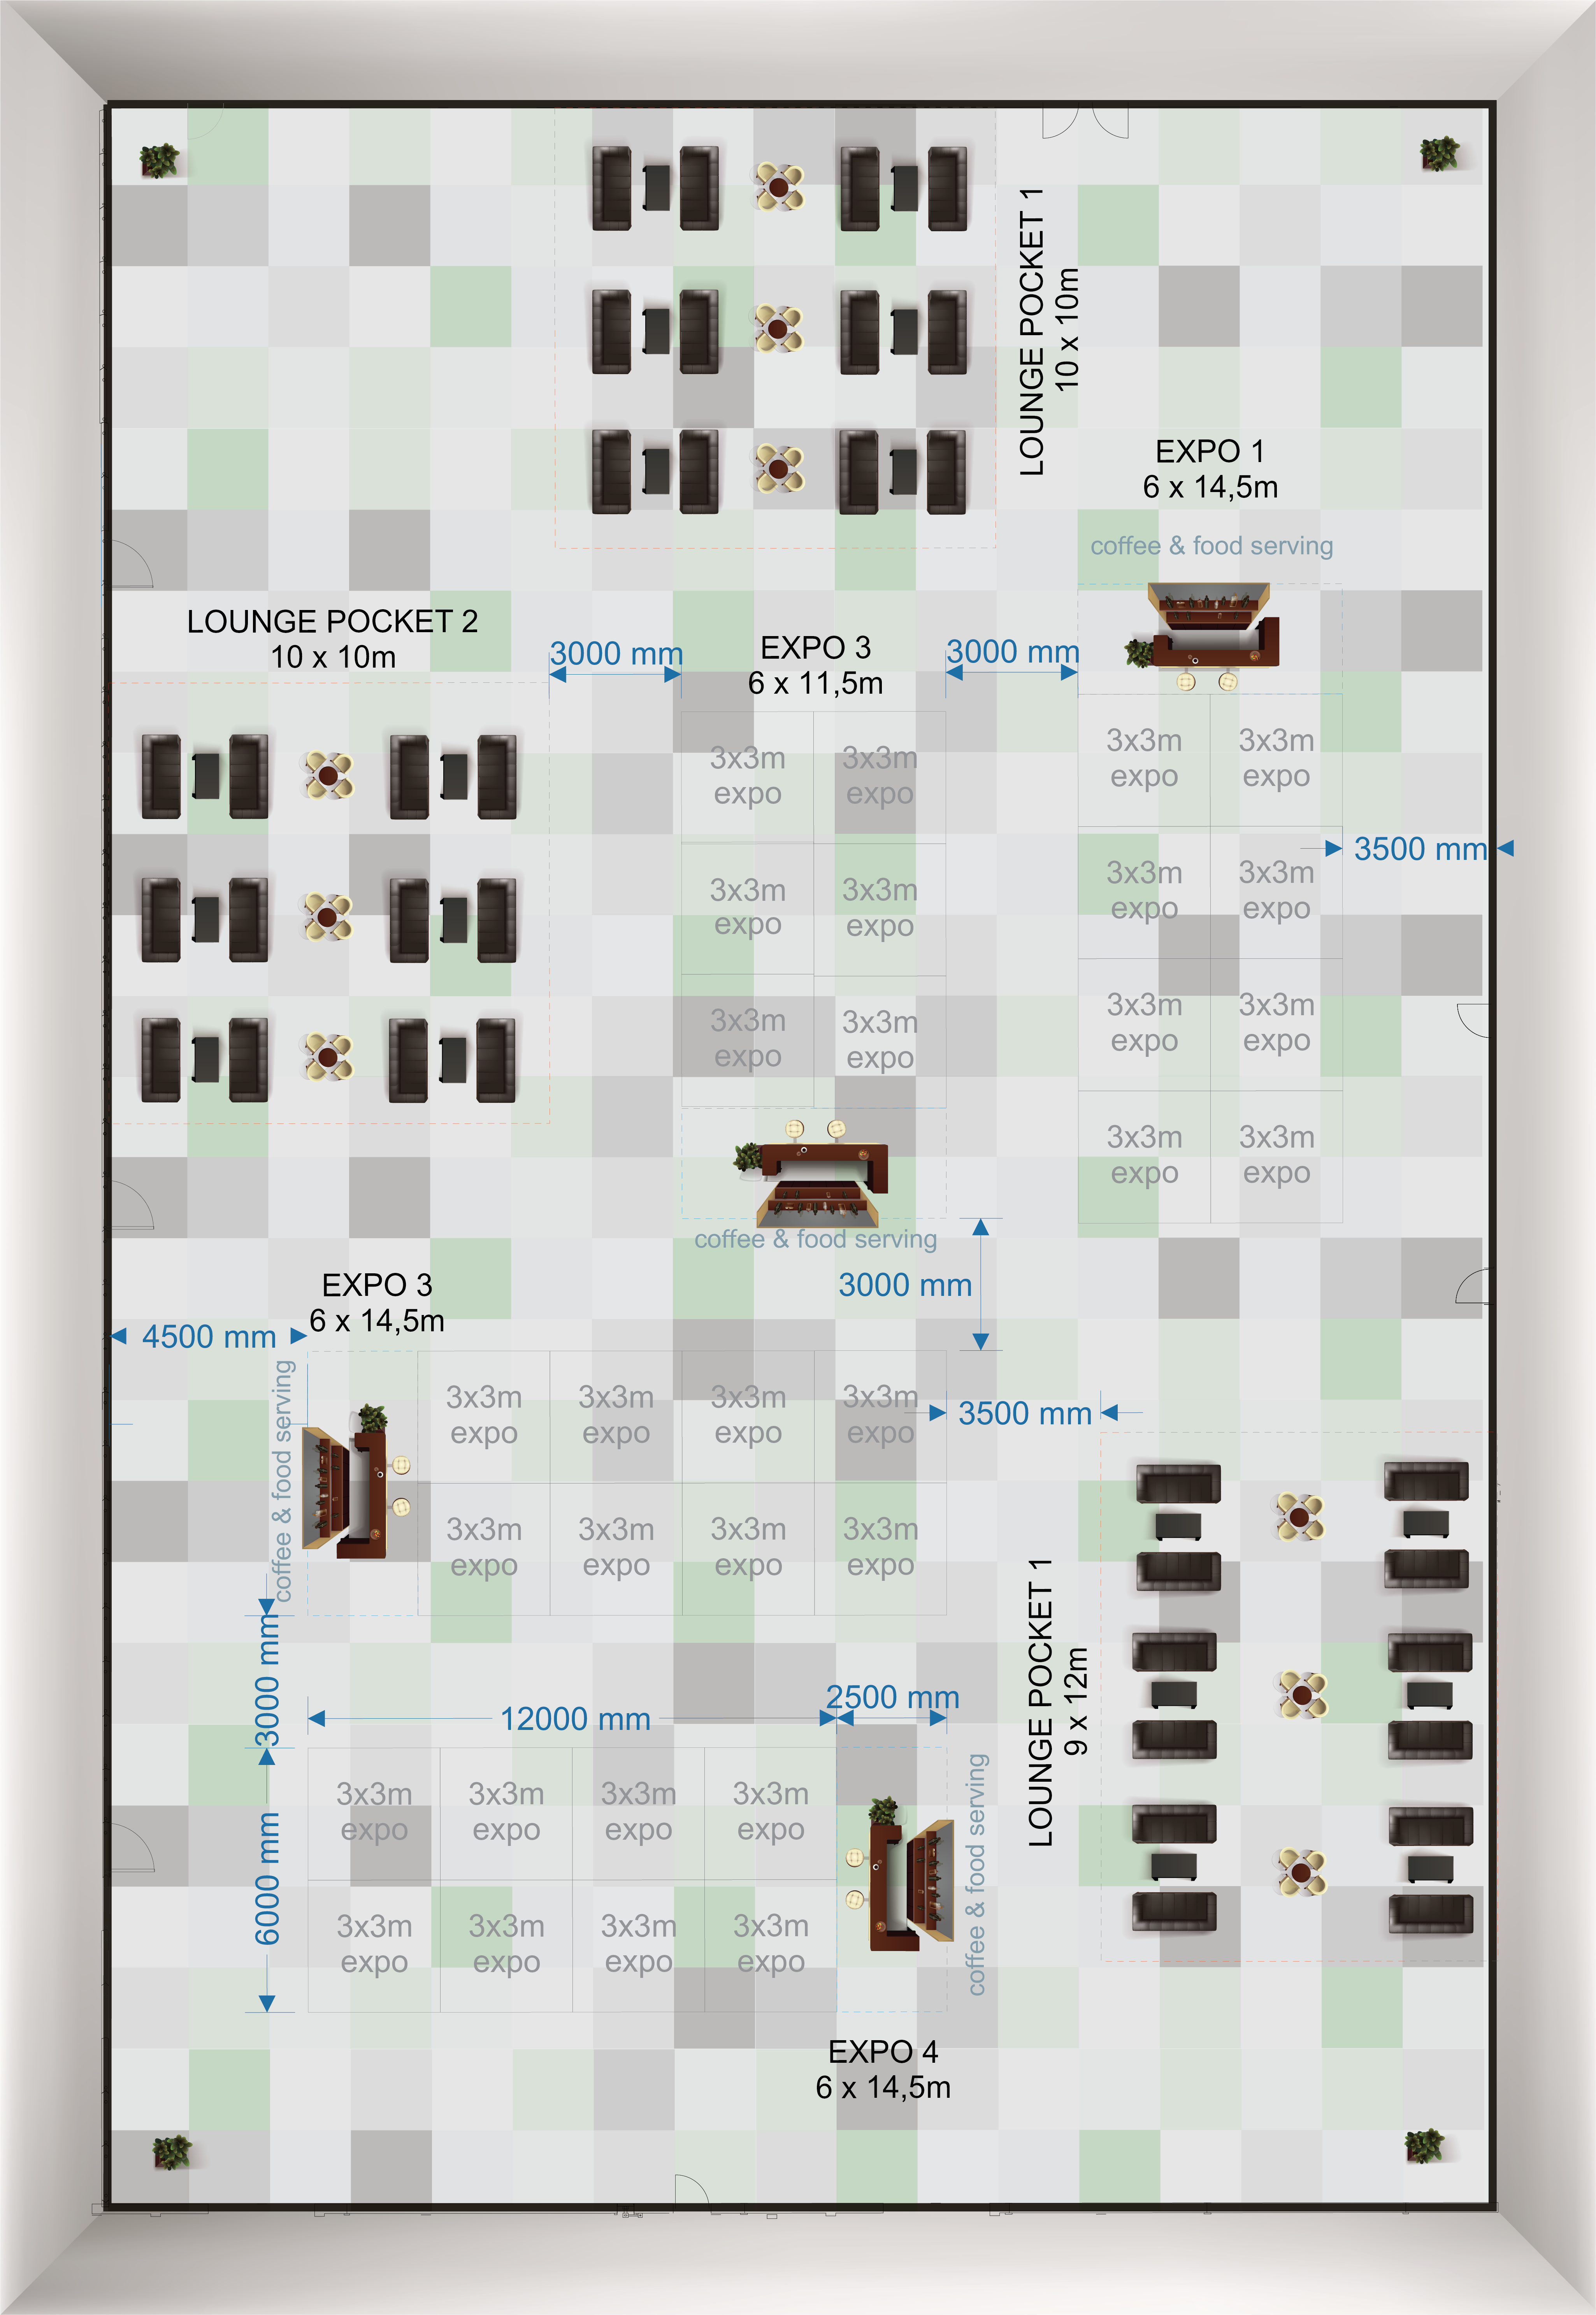 LOUNGE POCKET 1
10 x 10m
EXPO 1
6 x 14,5m
coffee & food serving
LOUNGE POCKET 2
10 x 10m
3000 mm
EXPO 3
6 x 11,5m
3000 mm
3x3m
expo
3x3m
expo
3x3m
expo
3x3m
expo
3x3m
expo
3x3m
expo
3x3m
expo
3x3m
expo
3500 mm
3x3m
expo
3x3m
expo
3x3m
expo
3x3m
expo
3x3m
expo
3x3m
expo
coffee & food serving
3000 mm
EXPO 3
6 x 14,5m
4500 mm
coffee & food serving
3x3m
expo
3x3m
expo
3x3m
expo
3x3m
expo
3500 mm
3x3m
expo
3x3m
expo
3x3m
expo
3x3m
expo
3000 mm
LOUNGE POCKET 1
9 x 12m
12000 mm
2500 mm
6000 mm
3x3m
expo
3x3m
expo
3x3m
expo
3x3m
expo
3x3m
expo
3x3m
expo
3x3m
expo
3x3m
expo
coffee & food serving
EXPO 4
6 x 14,5m